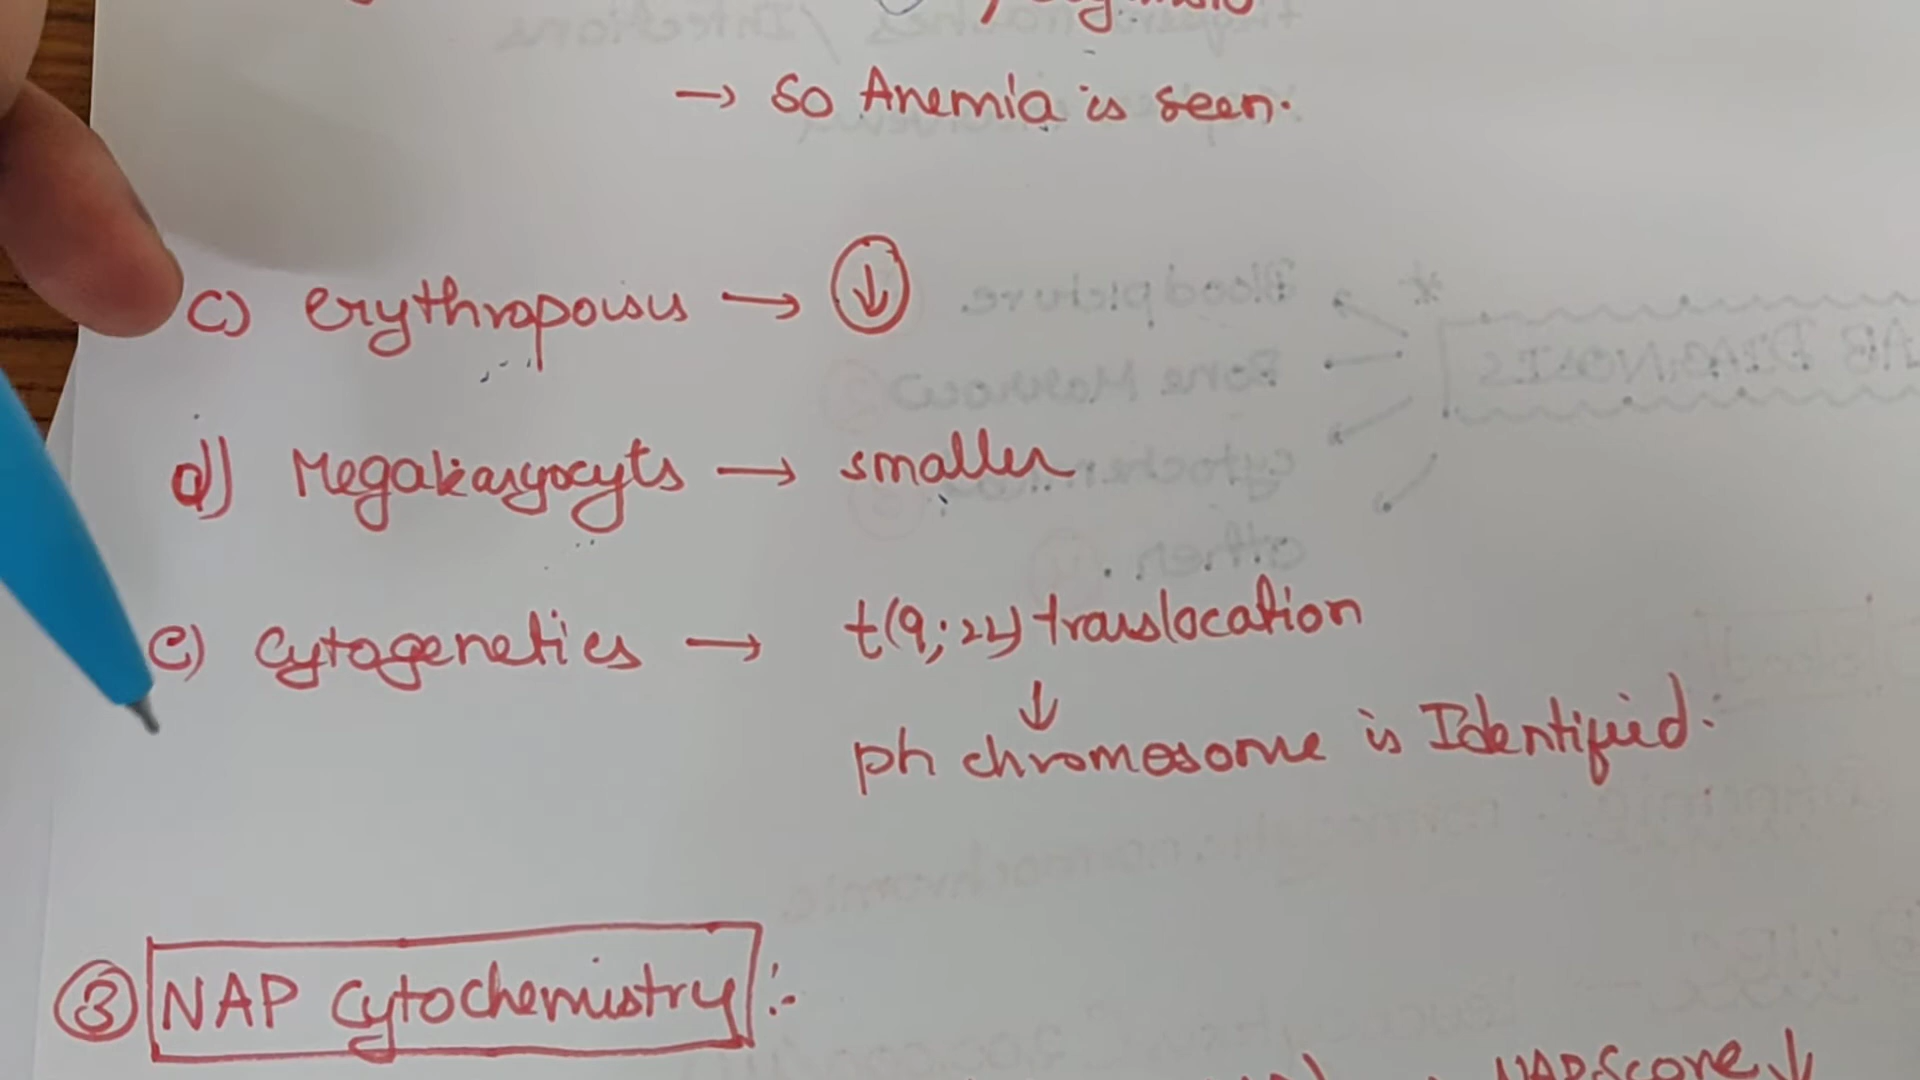 → So Anemia is seen.
c) erythropoisis → ↓
d) Megakaryocyts → smaller
e) Cytogenetics → t(9;22) translocation
↓
ph chromosome is Identified.
③ NAP Cytochemistry :-
NAP Score ↓